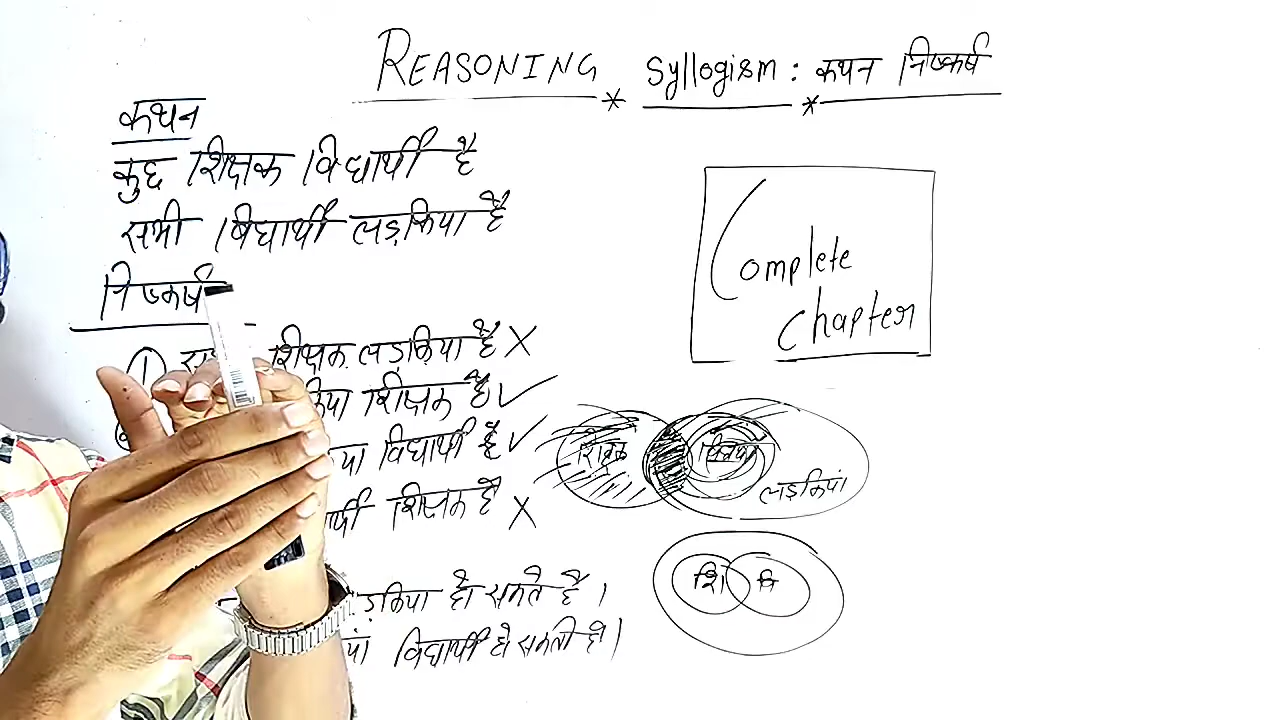 REASONING * Syllogism : कथन * निष्कर्ष
कथन
कुछ शिक्षक विद्यार्थी है
सभी विद्यार्थी लड़किया है
निष्कर्ष
① शिक्षक लड़किया है X
शिक्षक है ✓
विद्यार्थी है ✓
शिक्षक है X
हो सकते है ।
विद्यार्थी हो सकती है ।
Complete
Chapter
शिक्षक
लड़कियां
शि वि